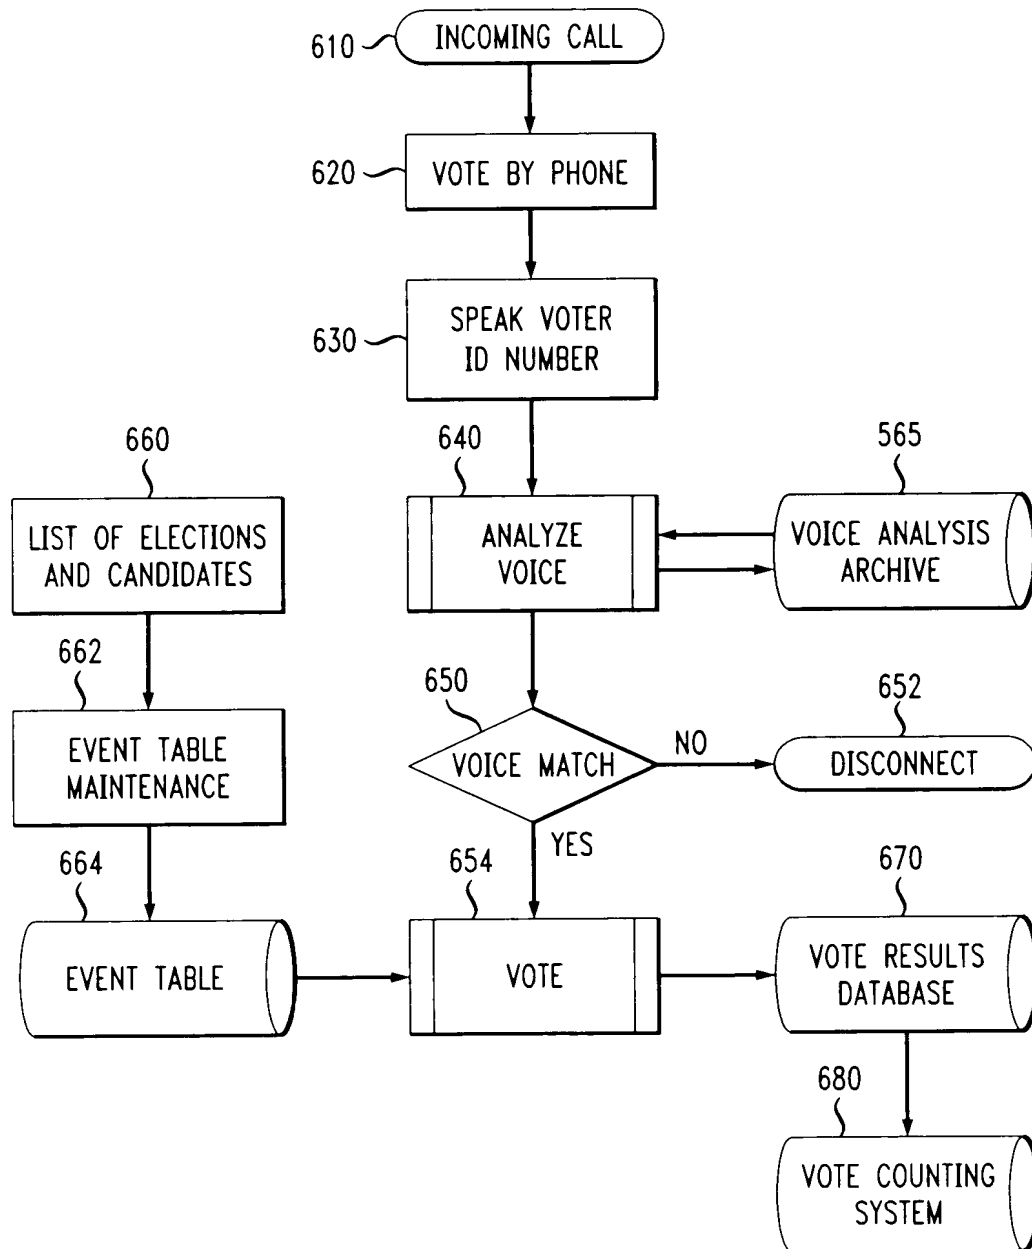 610
INCOMING CALL
620
VOTE BY PHONE
630
SPEAK VOTER
ID NUMBER
660
LIST OF ELECTIONS
AND CANDIDATES
640
ANALYZE
VOICE
565
VOICE ANALYSIS
ARCHIVE
662
EVENT TABLE
MAINTENANCE
650
VOICE MATCH
NO
652
DISCONNECT
YES
664
EVENT TABLE
654
VOTE
670
VOTE RESULTS
DATABASE
680
VOTE COUNTING
SYSTEM